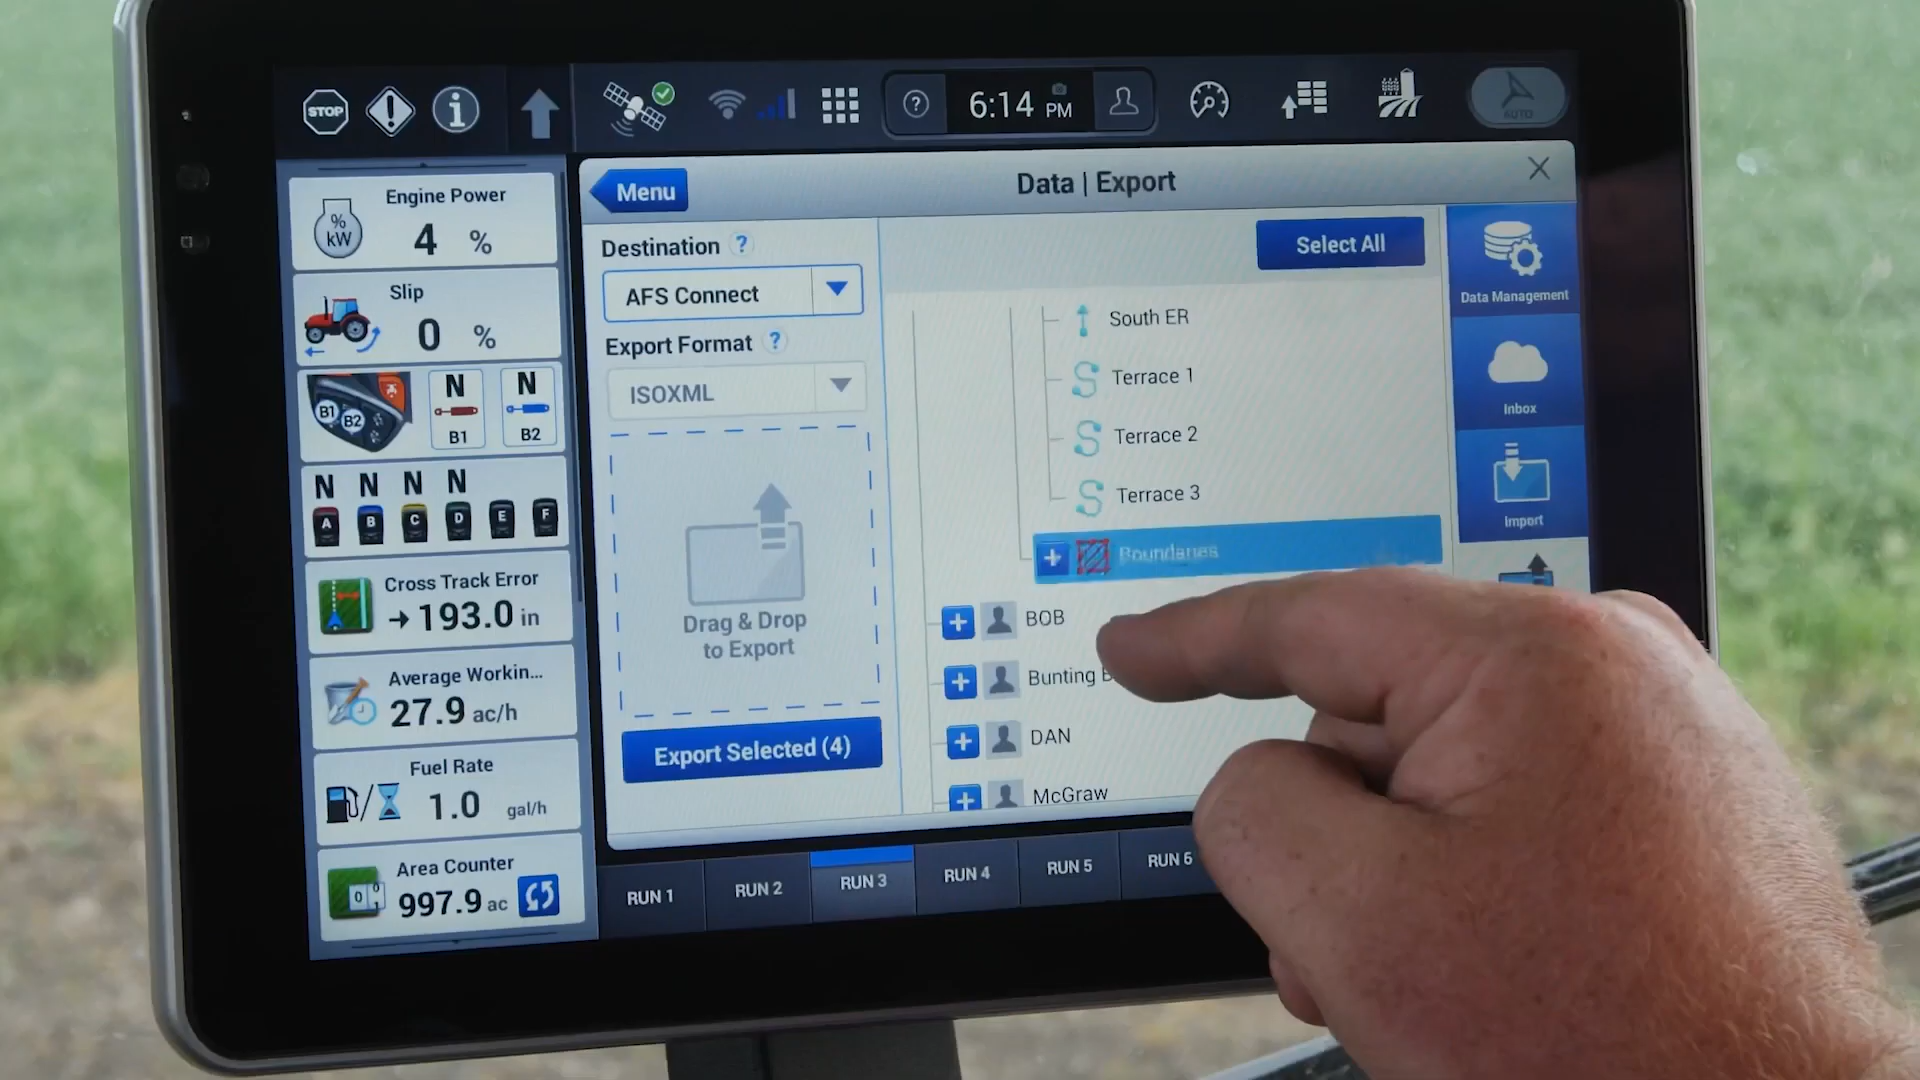 STOP
6:14 PM
AUTO
Engine Power
% kW
4 %
Slip
0 %
B1 B2
N
B1
N
B2
N N N N
A B C D E F
Cross Track Error
193.0 in
Average Workin...
27.9 ac/h
Fuel Rate
1.0 gal/h
Area Counter
997.9 ac
Menu
Data | Export
Destination ?
AFS Connect
Export Format ?
ISOXML
Drag & Drop
to Export
Export Selected (4)
Select All
South ER
Terrace 1
Terrace 2
Terrace 3
Boundaries
BOB
Bunting
DAN
McGraw
Data Management
Inbox
Import
RUN 1
RUN 2
RUN 3
RUN 4
RUN 5
RUN 6